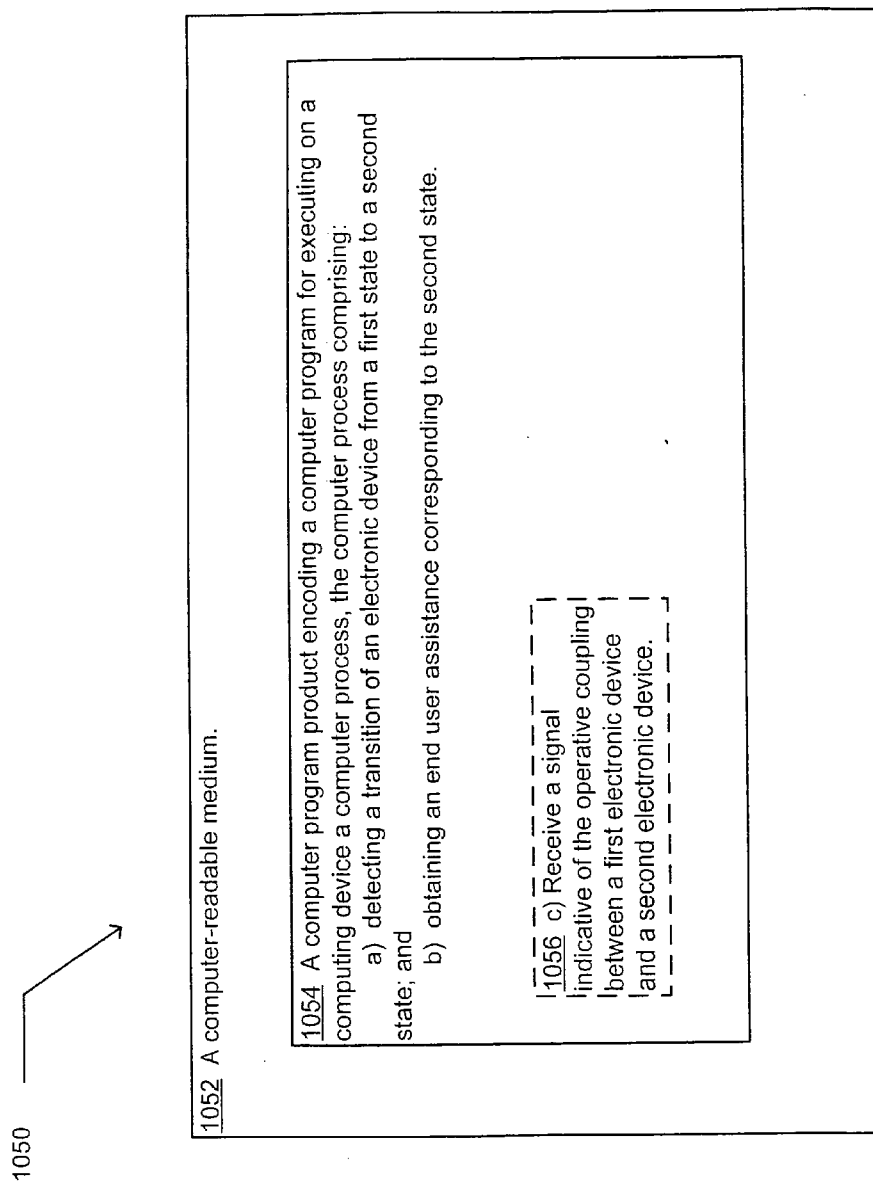 1050
1052 A computer-readable medium.
1054 A computer program product encoding a computer program for executing on a
computing device a computer process, the computer process comprising:
a) detecting a transition of an electronic device from a first state to a second
state; and
b) obtaining an end user assistance corresponding to the second state.
1056 c) Receive a signal
indicative of the operative coupling
between a first electronic device
and a second electronic device.